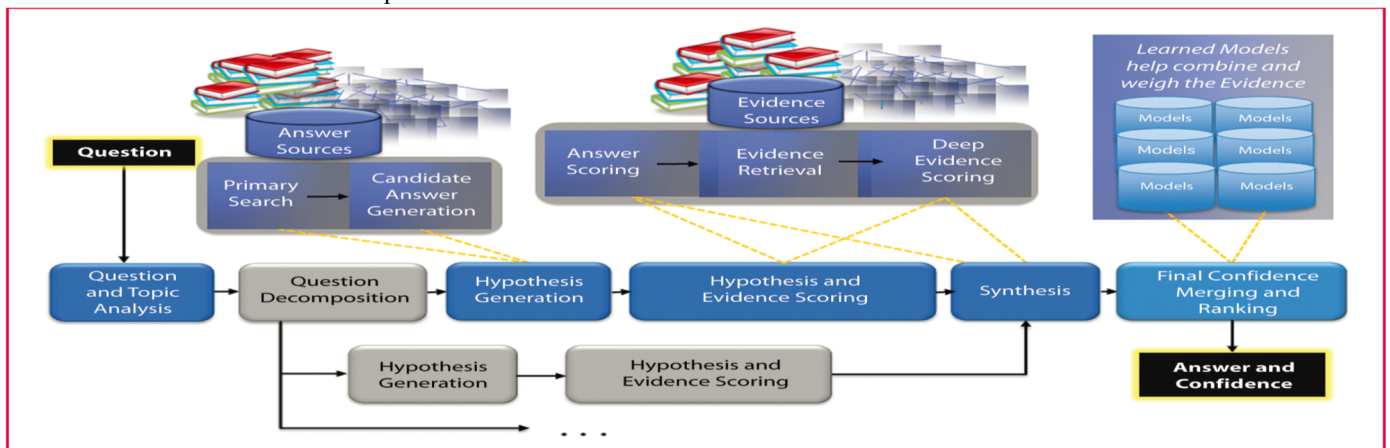 Learned Models
help combine and
weigh the Evidence
Answer
Sources
Evidence
Sources
Models
Models
Models
Models
Models
Models
Question
Primary
Search
Candidate
Answer
Generation
Answer
Scoring
Evidence
Retrieval
Deep
Evidence
Scoring
Question
and Topic
Analysis
Question
Decomposition
Hypothesis
Generation
Hypothesis and
Evidence Scoring
Synthesis
Final Confidence
Merging and
Ranking
Hypothesis
Generation
Hypothesis and
Evidence Scoring
Answer and
Confidence
. . .